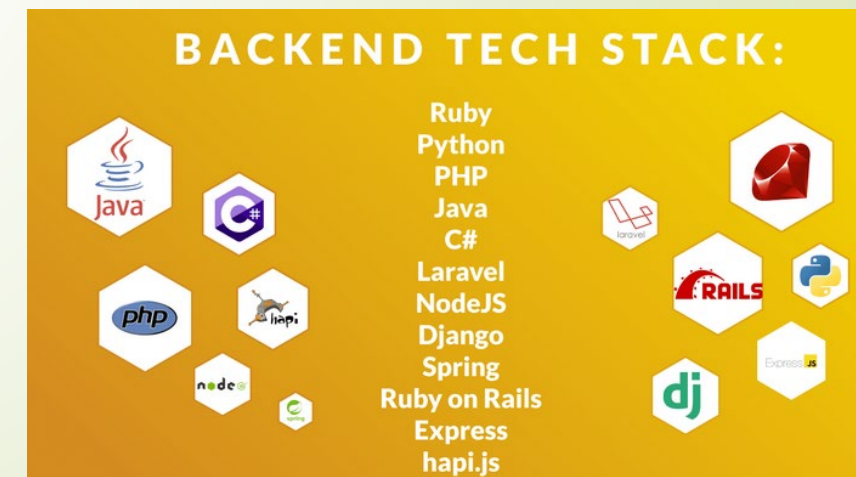 BACKEND TECH STACK:
Ruby
Python
PHP
Java
C#
Laravel
NodeJS
Django
Spring
Ruby on Rails
Express
hapi.js
Java
C#
php
hapi
node
spring
laravel
RAILS
Express JS
dj